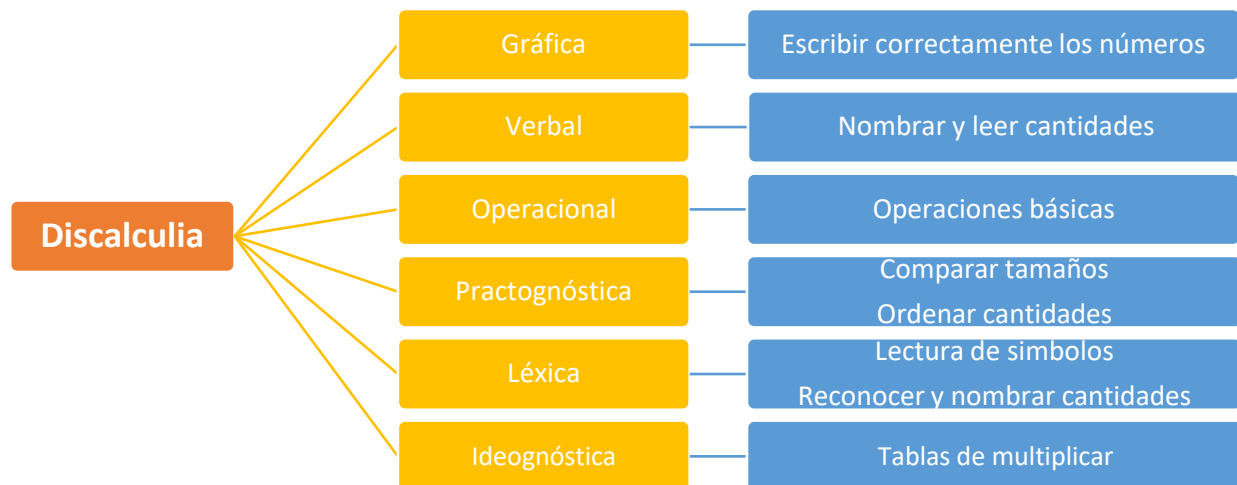 Discalculia
Gráfica
Escribir correctamente los números
Verbal
Nombrar y leer cantidades
Operacional
Operaciones básicas
Practognóstica
Comparar tamaños
Ordenar cantidades
Léxica
Lectura de simbolos
Reconocer y nombrar cantidades
Ideognóstica
Tablas de multiplicar